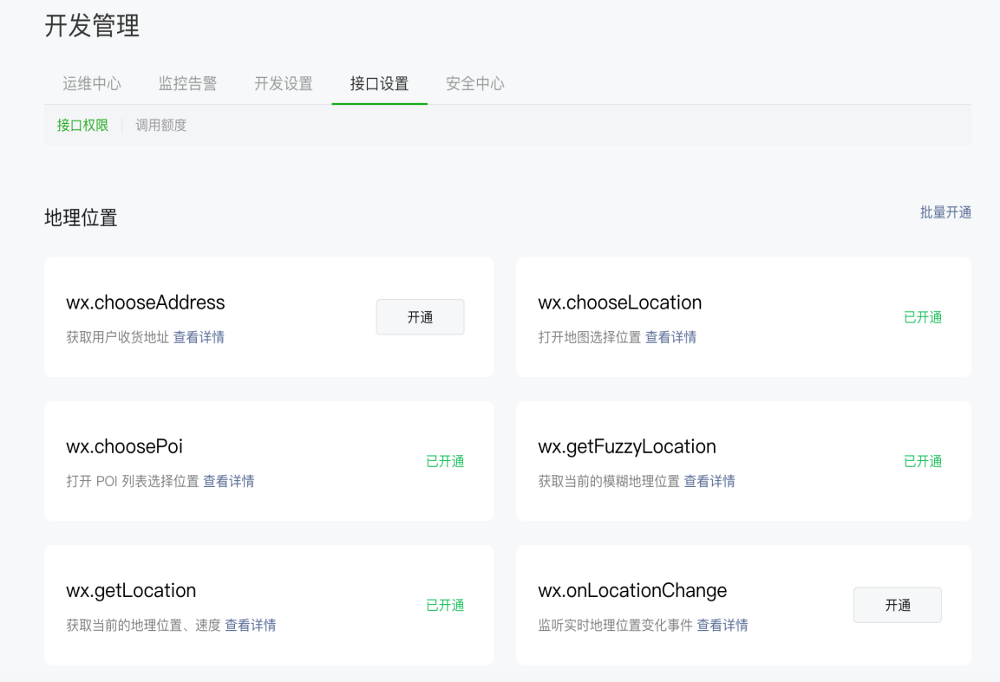 开发管理
运维中心 监控告警 开发设置 接口设置 安全中心
接口权限 调用额度
地理位置 批量开通
wx.chooseAddress
获取用户收货地址 查看详情
开通
wx.chooseLocation
打开地图选择位置 查看详情
已开通
wx.choosePoi
打开 POI 列表选择位置 查看详情
已开通
wx.getFuzzyLocation
获取当前的模糊地理位置 查看详情
已开通
wx.getLocation
获取当前的地理位置、速度 查看详情
已开通
wx.onLocationChange
监听实时地理位置变化事件 查看详情
开通